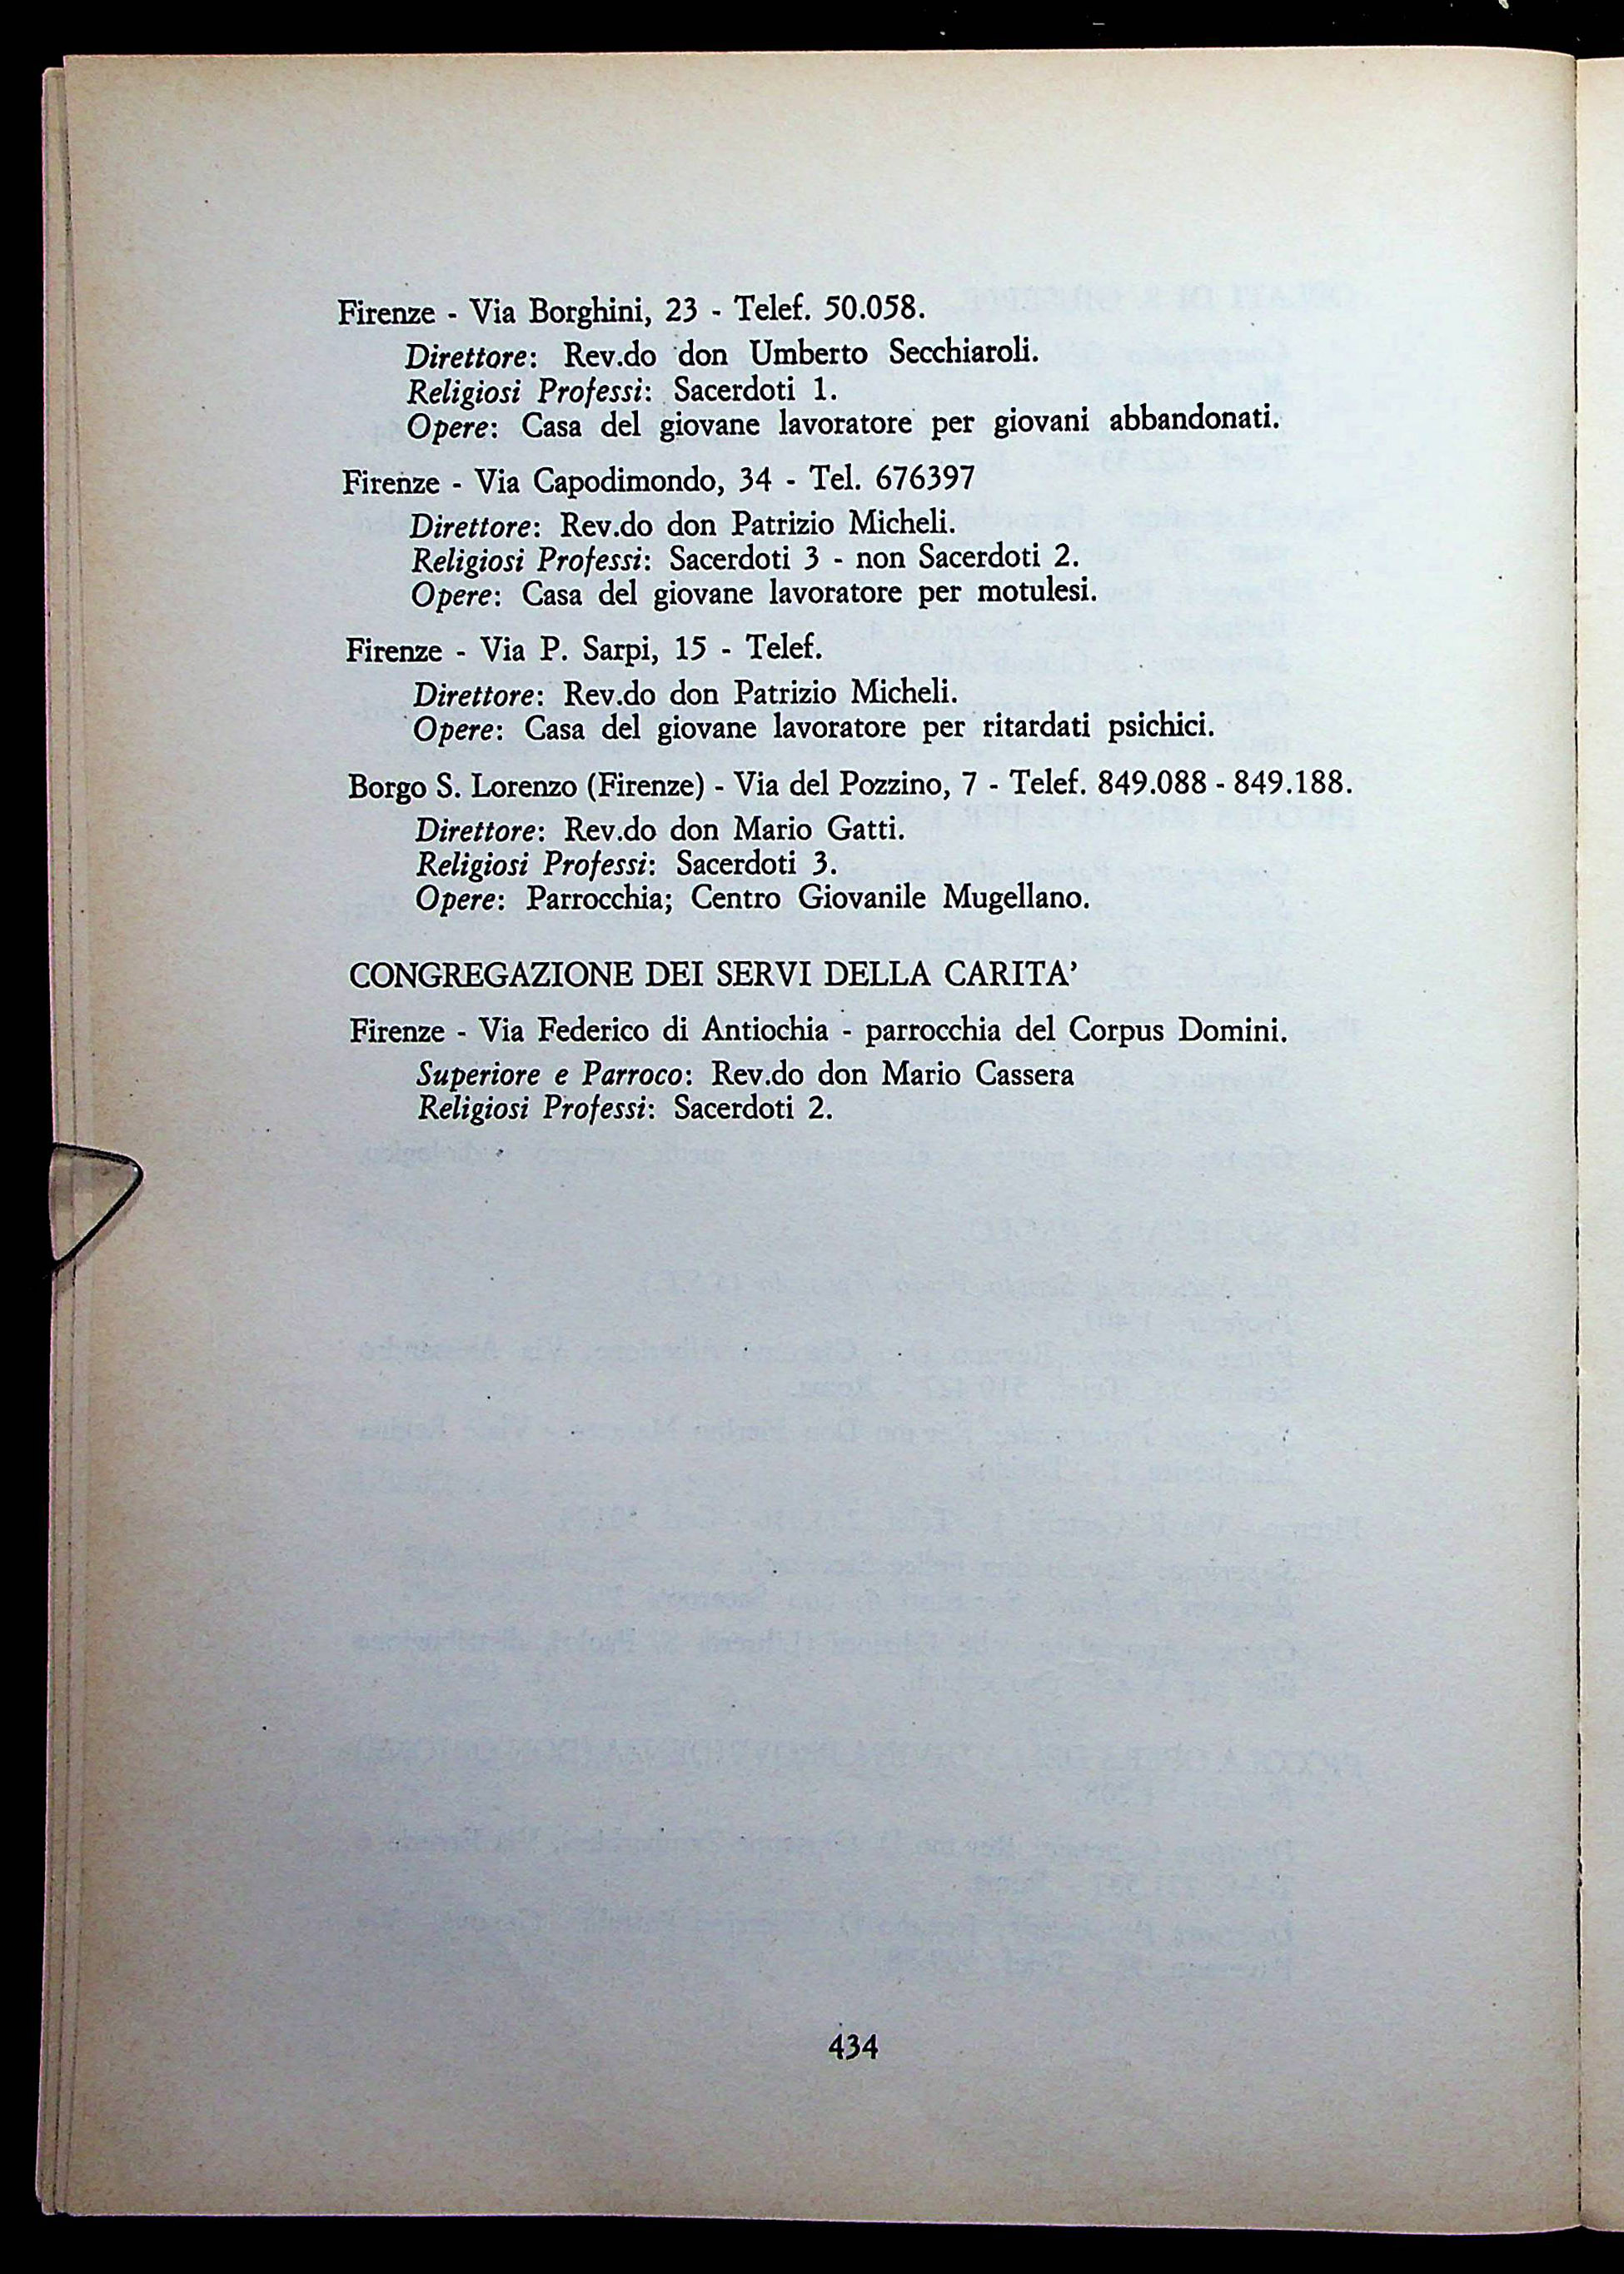 Firenze - Via Borghini, 23 - Telef. 50.058.
Direttore: Rev.do don Umberto Secchiaroli.
Religiosi Professi: Sacerdoti 1.
Opere: Casa del giovane lavoratore per giovani abbandonati.
Firenze - Via Capodimondo, 34 - Tel. 676397
Direttore: Rev.do don Patrizio Micheli.
Religiosi Professi: Sacerdoti 3 - non Sacerdoti 2.
Opere: Casa del giovane lavoratore per motulesi.
Firenze - Via P. Sarpi, 15 - Telef.
Direttore: Rev.do don Patrizio Micheli.
Opere: Casa del giovane lavoratore per ritardati psichici.
Borgo S. Lorenzo (Firenze) - Via del Pozzino, 7 - Telef. 849.088 - 849.188.
Direttore: Rev.do don Mario Gatti.
Religiosi Professi: Sacerdoti 3.
Opere: Parrocchia; Centro Giovanile Mugellano.
CONGREGAZIONE DEI SERVI DELLA CARITA'
Firenze - Via Federico di Antiochia - parrocchia del Corpus Domini.
Superiore e Parroco: Rev.do don Mario Cassera
Religiosi Professi: Sacerdoti 2.
434